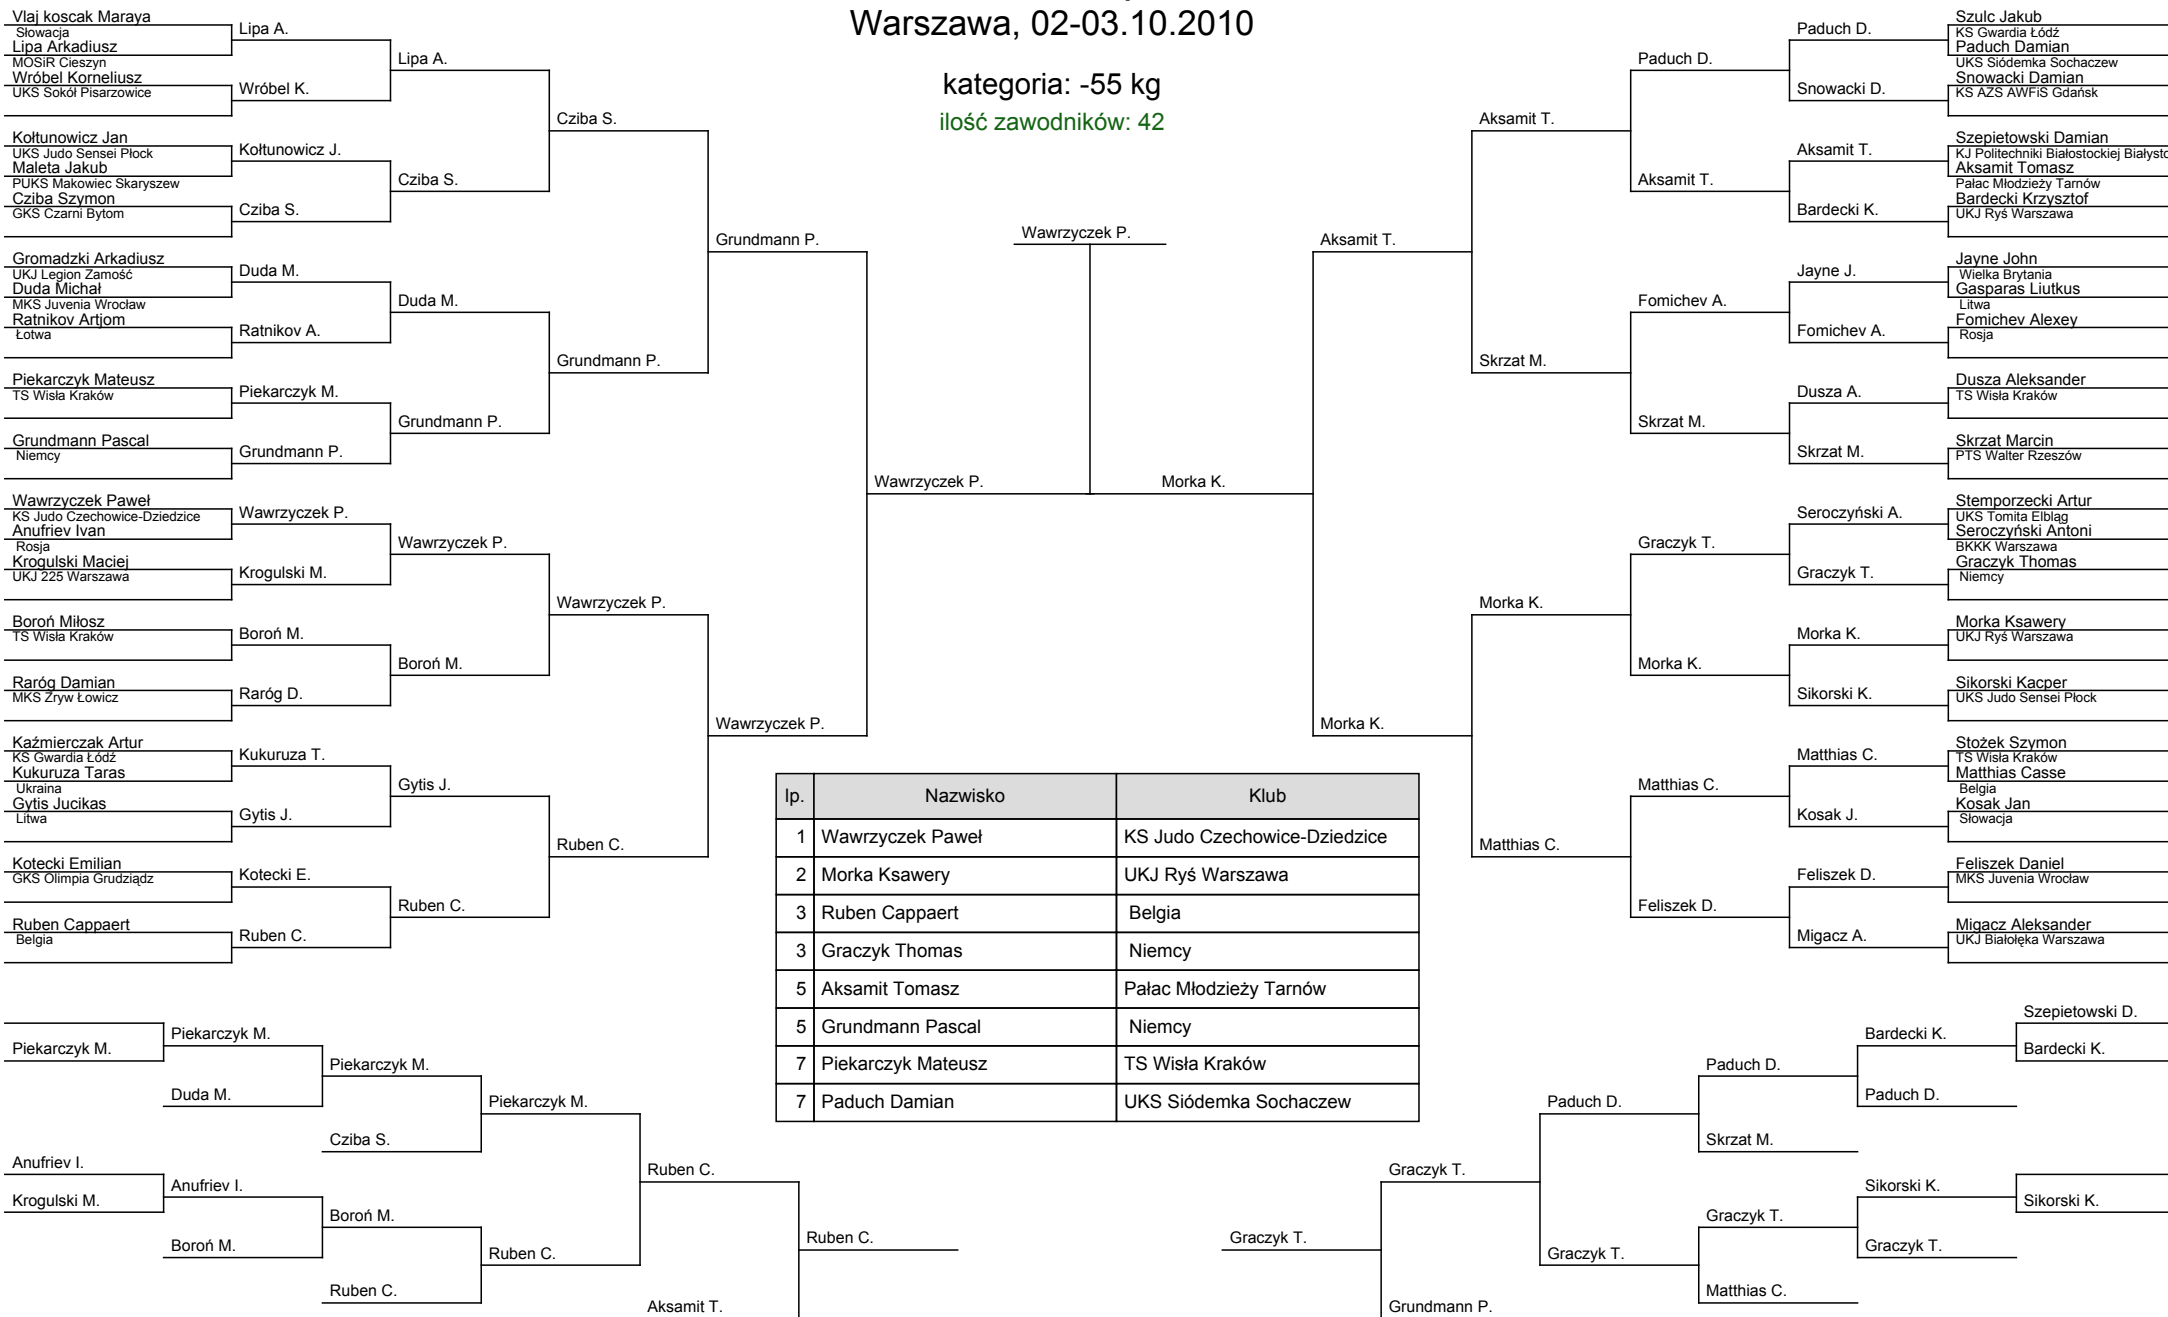 Warszawa, 02-03.10.2010
kategoria: -55 kg
ilość zawodników: 42
Vlaj koscak Maraya
Słowacja
Lipa Arkadiusz
MOSiR Cieszyn
Wróbel Korneliusz
UKS Sokół Pisarzowice
Kołtunowicz Jan
UKS Judo Sensei Płock
Maleta Jakub
PUKS Makowiec Skaryszew
Cziba Szymon
GKS Czarni Bytom
Gromadzki Arkadiusz
UKJ Legion Zamość
Duda Michał
MKS Juvenia Wrocław
Ratnikov Artjom
Łotwa
Piekarczyk Mateusz
TS Wisła Kraków
Grundmann Pascal
Niemcy
Wawrzyczek Paweł
KS Judo Czechowice-Dziedzice
Anufriev Ivan
Rosja
Krogulski Maciej
UKJ 225 Warszawa
Boroń Miłosz
TS Wisła Kraków
Raróg Damian
MKS Zryw Łowicz
Kaźmierczak Artur
KS Gwardia Łódź
Kukuruza Taras
Ukraina
Gytis Jucikas
Litwa
Kotecki Emilian
GKS Olimpia Grudziądz
Ruben Cappaert
Belgia
Lipa A.
Wróbel K.
Kołtunowicz J.
Cziba S.
Duda M.
Ratnikov A.
Piekarczyk M.
Grundmann P.
Wawrzyczek P.
Krogulski M.
Boroń M.
Raróg D.
Kukuruza T.
Gytis J.
Kotecki E.
Ruben C.
Lipa A.
Cziba S.
Duda M.
Grundmann P.
Wawrzyczek P.
Boroń M.
Gytis J.
Ruben C.
Cziba S.
Grundmann P.
Wawrzyczek P.
Ruben C.
Grundmann P.
Wawrzyczek P.
Wawrzyczek P.
Wawrzyczek P.
Morka K.
Aksamit T.
Morka K.
Aksamit T.
Skrzat M.
Morka K.
Matthias C.
Paduch D.
Aksamit T.
Fomichev A.
Skrzat M.
Graczyk T.
Morka K.
Matthias C.
Feliszek D.
Paduch D.
Snowacki D.
Aksamit T.
Bardecki K.
Jayne J.
Fomichev A.
Dusza A.
Skrzat M.
Seroczyński A.
Graczyk T.
Morka K.
Sikorski K.
Matthias C.
Kosak J.
Feliszek D.
Migacz A.
Szulc Jakub
KS Gwardia Łódź
Paduch Damian
UKS Siódemka Sochaczew
Snowacki Damian
KS AZS AWFiS Gdańsk
Szepietowski Damian
KJ Politechniki Białostockiej Białysto
Aksamit Tomasz
Pałac Młodzieży Tarnów
Bardecki Krzysztof
UKJ Ryś Warszawa
Jayne John
Wielka Brytania
Gasparas Liutkus
Litwa
Fomichev Alexey
Rosja
Dusza Aleksander
TS Wisła Kraków
Skrzat Marcin
PTS Walter Rzeszów
Stemporzecki Artur
UKS Tomita Elbląg
Seroczyński Antoni
BKKK Warszawa
Graczyk Thomas
Niemcy
Morka Ksawery
UKJ Ryś Warszawa
Sikorski Kacper
UKS Judo Sensei Płock
Stożek Szymon
TS Wisła Kraków
Matthias Casse
Belgia
Kosak Jan
Słowacja
Feliszek Daniel
MKS Juvenia Wrocław
Migacz Aleksander
UKJ Białołęka Warszawa
lp. Nazwisko Klub
1 Wawrzyczek Paweł KS Judo Czechowice-Dziedzice
2 Morka Ksawery UKJ Ryś Warszawa
3 Ruben Cappaert Belgia
3 Graczyk Thomas Niemcy
5 Aksamit Tomasz Pałac Młodzieży Tarnów
5 Grundmann Pascal Niemcy
7 Piekarczyk Mateusz TS Wisła Kraków
7 Paduch Damian UKS Siódemka Sochaczew
Piekarczyk M.
Anufriev I.
Krogulski M.
Piekarczyk M.
Duda M.
Anufriev I.
Boroń M.
Piekarczyk M.
Cziba S.
Boroń M.
Ruben C.
Piekarczyk M.
Ruben C.
Ruben C.
Aksamit T.
Ruben C.
Graczyk T.
Graczyk T.
Grundmann P.
Paduch D.
Graczyk T.
Paduch D.
Skrzat M.
Graczyk T.
Matthias C.
Bardecki K.
Paduch D.
Sikorski K.
Graczyk T.
Szepietowski D.
Bardecki K.
Sikorski K.